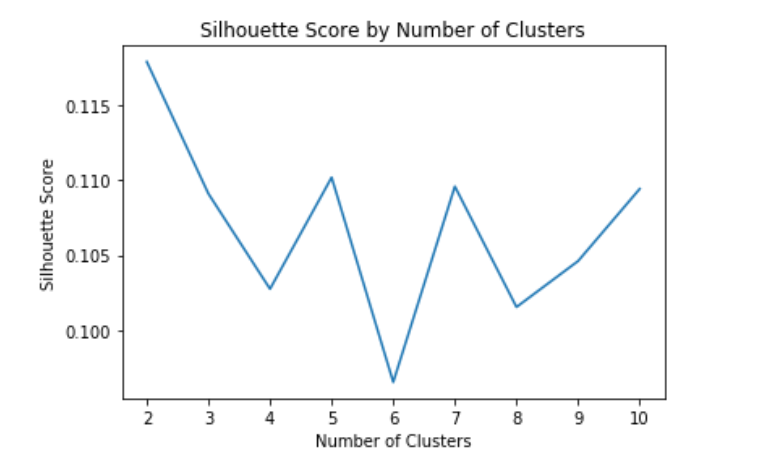 Silhouette Score by Number of Clusters
0.115
0.110
0.105
0.100
Silhouette Score
2 3 4 5 6 7 8 9 10
Number of Clusters